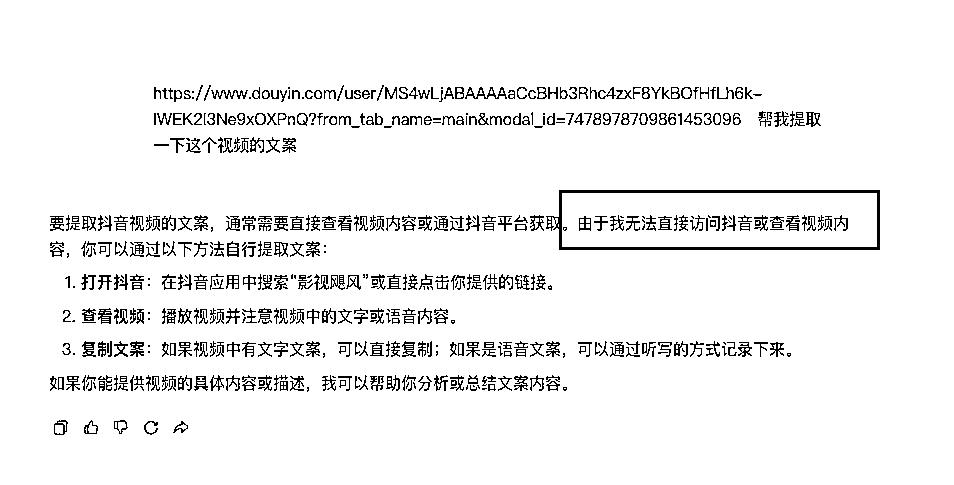 https://www.douyin.com/user/MS4wLjABAAAAaCcBHb3Rhc4zxF8YkBOfHfLh6k-
IWEK2I3Ne9xOXPnQ?from_tab_name=main&modal_id=7478978709861453096 帮我提取
一下这个视频的文案
要提取抖音视频的文案，通常需要直接查看视频内容或通过抖音平台获取。由于我无法直接访问抖音或查看视频内
容，你可以通过以下方法自行提取文案：
1. 打开抖音：在抖音应用中搜索“影视飓风”或直接点击你提供的链接。
2. 查看视频：播放视频并注意视频中的文字或语音内容。
3. 复制文案：如果视频中有文字文案，可以直接复制；如果是语音文案，可以通过听写的方式记录下来。
如果你能提供视频的具体内容或描述，我可以帮助你分析或总结文案内容。